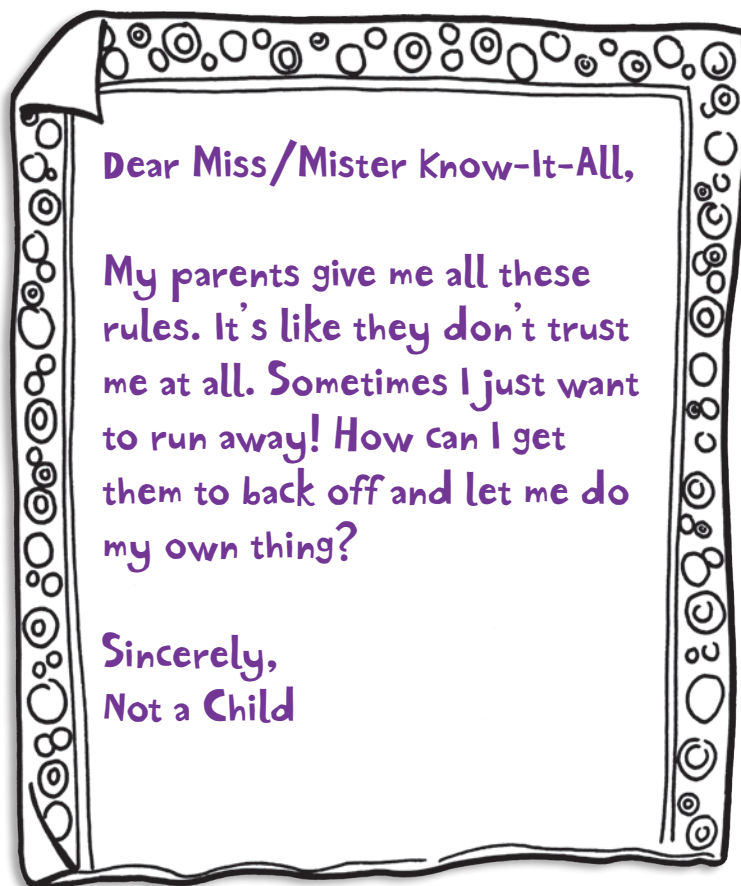 Dear Miss/Mister Know-It-All,
My parents give me all these
rules. It's like they don't trust
me at all. Sometimes I just want
to run away! How can I get
them to back off and let me do
my own thing?
Sincerely,
Not a Child